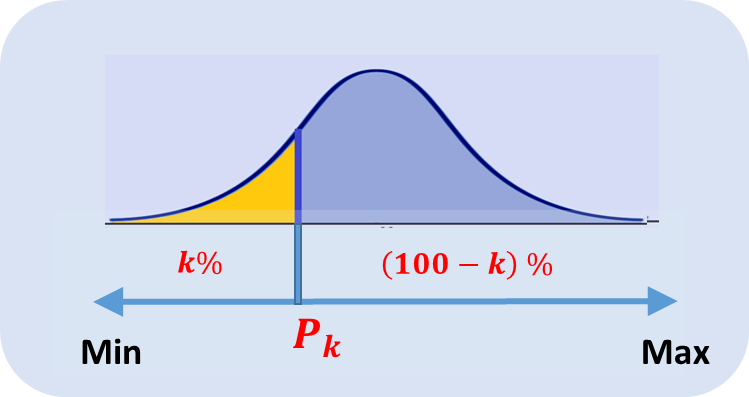 k% (100 − k) %
P_k
Min Max